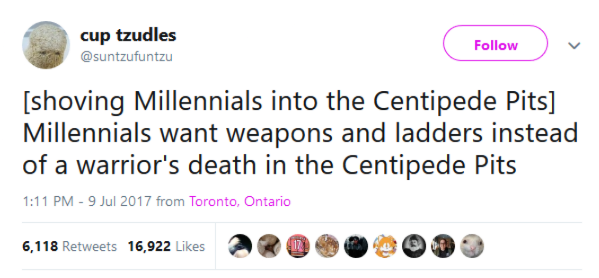 cup tzudles
@suntzufuntzu
Follow
[shoving Millennials into the Centipede Pits]
Millennials want weapons and ladders instead
of a warrior's death in the Centipede Pits
1:11 PM - 9 Jul 2017 from Toronto, Ontario
6,118 Retweets 16,922 Likes